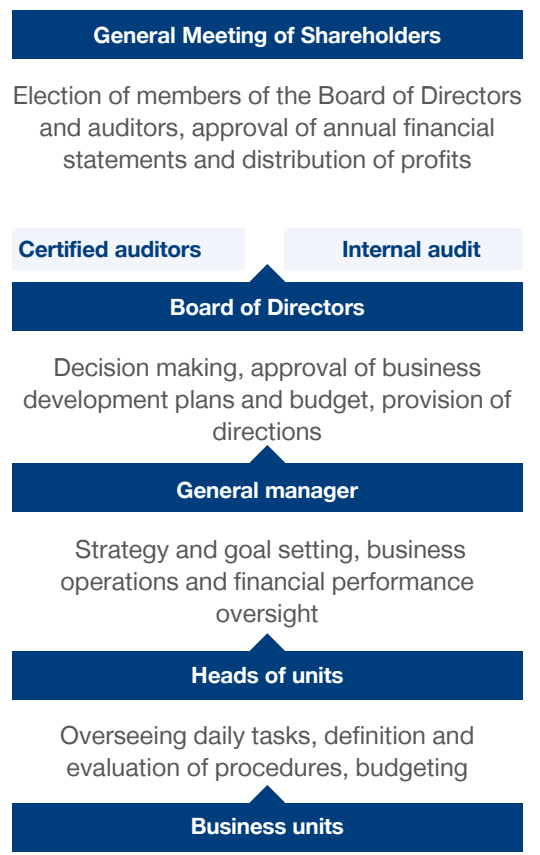 General Meeting of Shareholders
Election of members of the Board of Directors
and auditors, approval of annual financial
statements and distribution of profits
Certified auditors
Internal audit
Board of Directors
Decision making, approval of business
development plans and budget, provision of
directions
General manager
Strategy and goal setting, business
operations and financial performance
oversight
Heads of units
Overseeing daily tasks, definition and
evaluation of procedures, budgeting
Business units